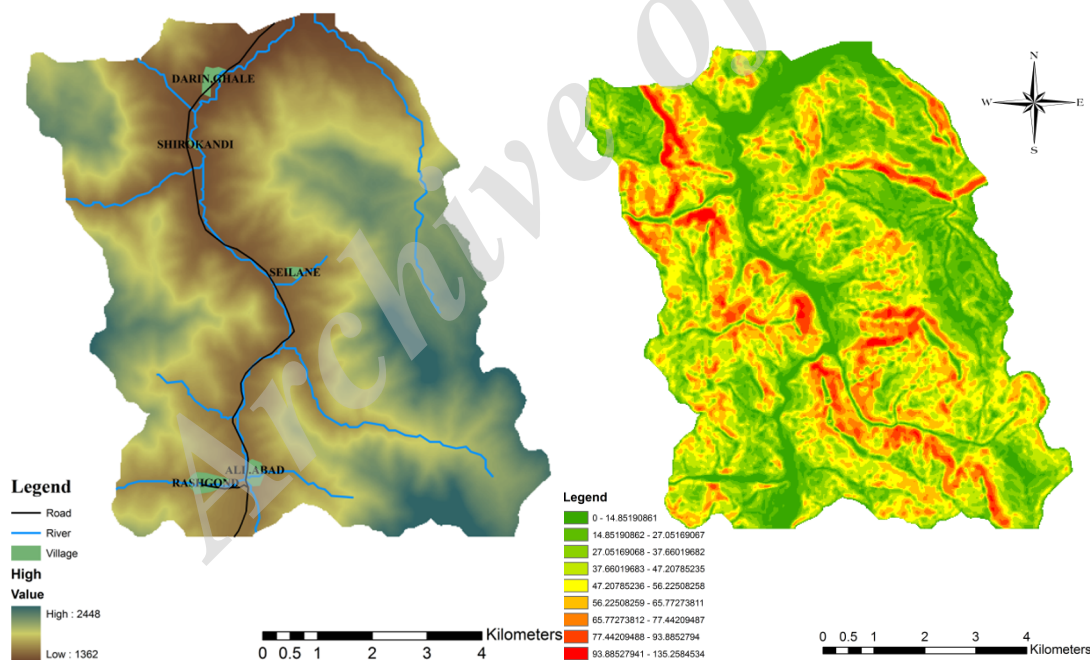 DARIN.GHALE
SHIROKANDI
SEILANE
ALI.ABAD
RASHGOND
Legend
Road
River
Village
High
Value
High : 2448
Low : 1362
0 0.5 1 2 3 4 Kilometers
N
W E
S
Legend
0 - 14.85190861
14.85190862 - 27.05169067
27.05169068 - 37.66019682
37.66019683 - 47.20785235
47.20785236 - 56.22508258
56.22508259 - 65.77273811
65.77273812 - 77.44209487
77.44209488 - 93.8852794
93.88527941 - 135.2584534
0 0.5 1 2 3 4 Kilometers
Archive of